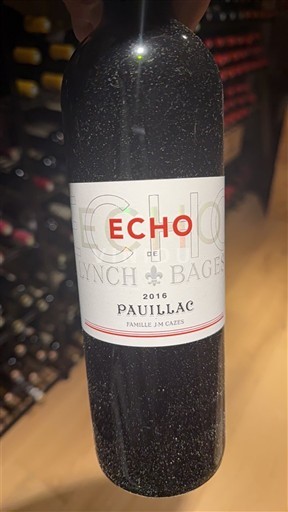 ECHO
DE
LYNCH BAGES
2016
PAUILLAC
FAMILLE J·M CAZES